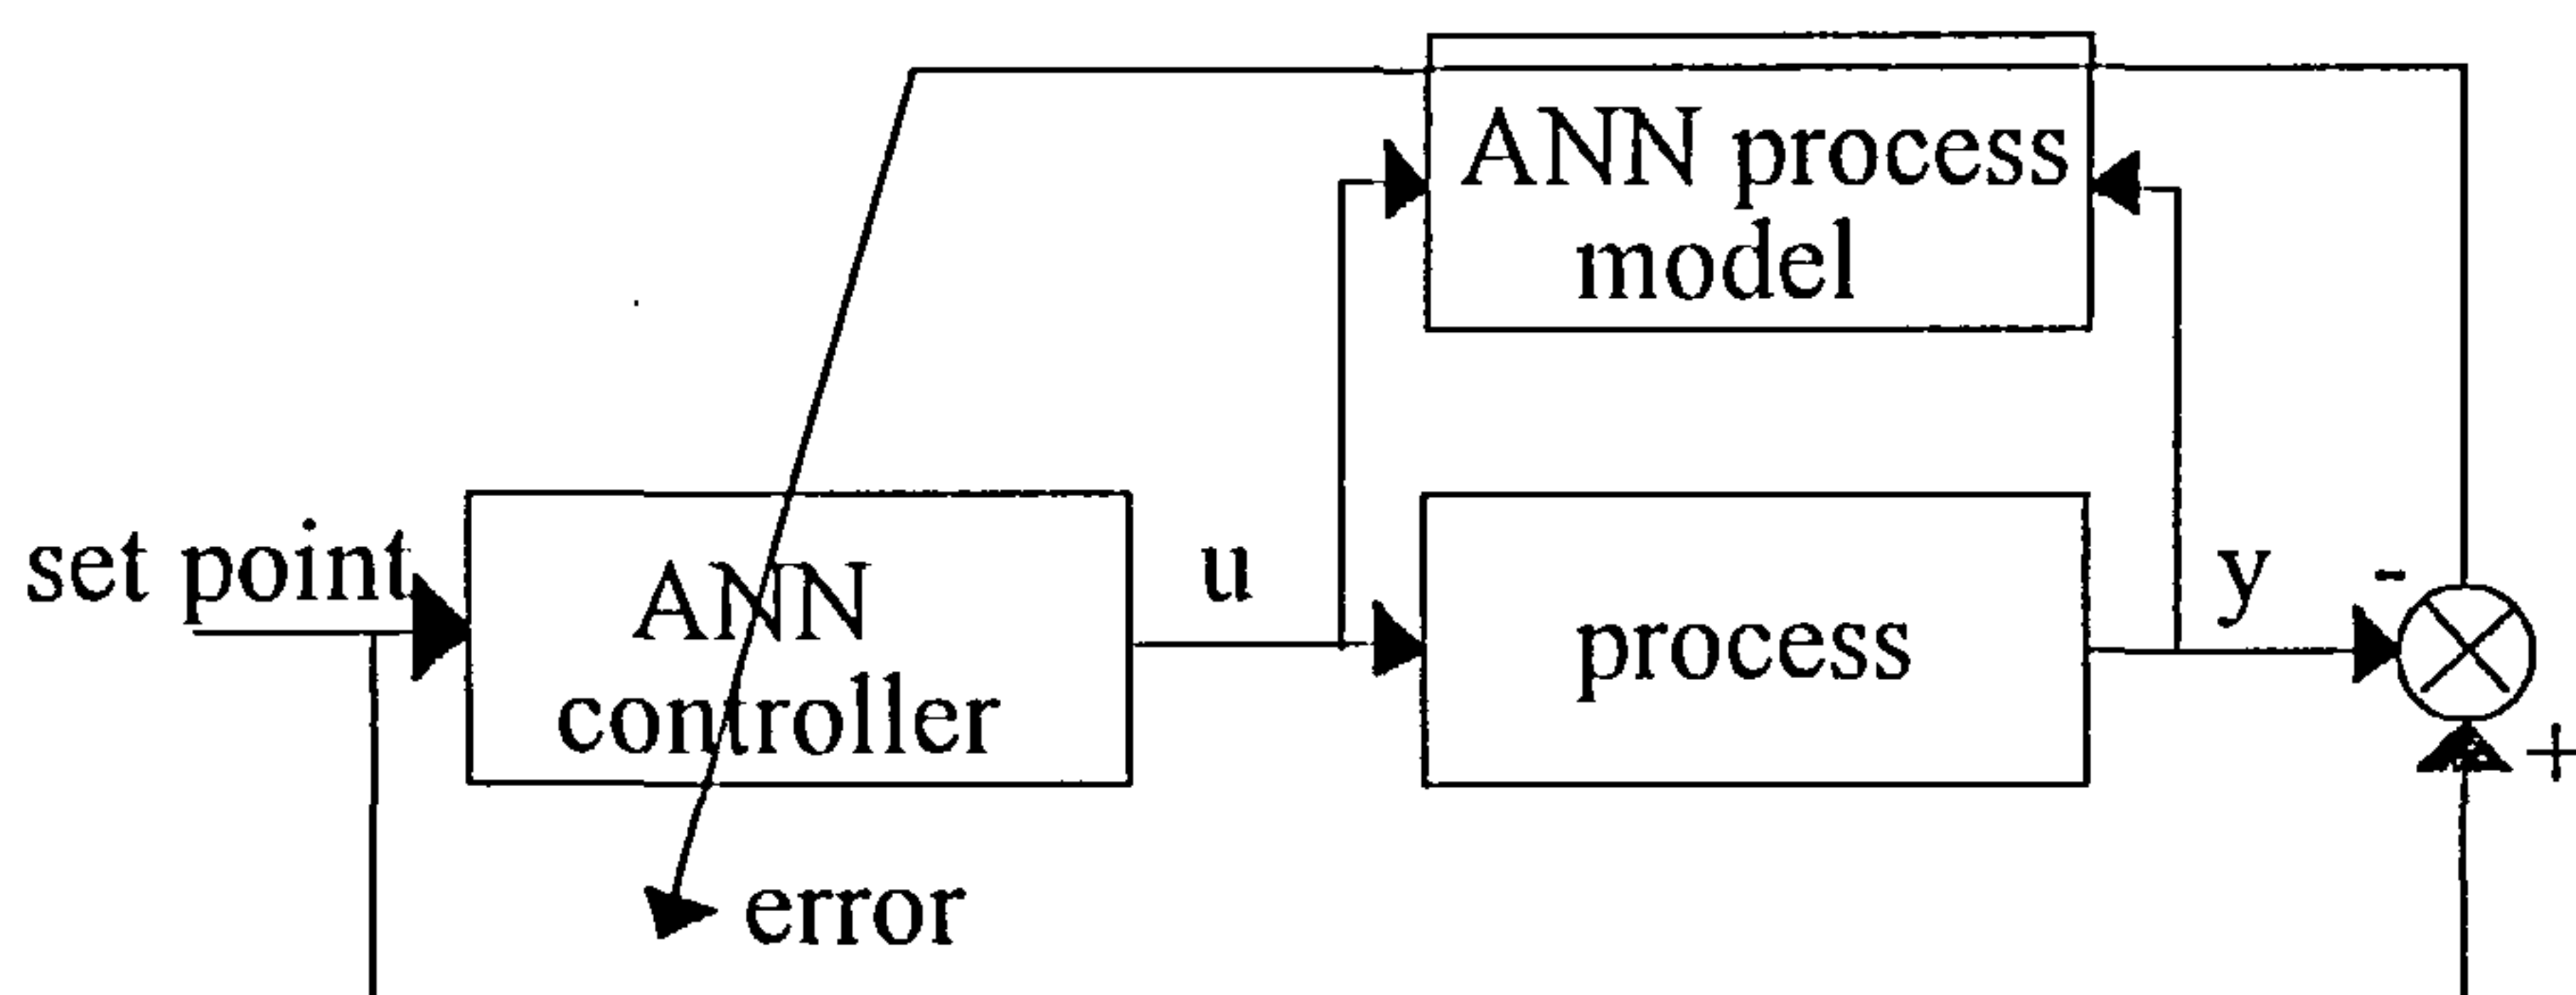 ANN process
model
set point
ANN
controller
u
process
y
-
+
error